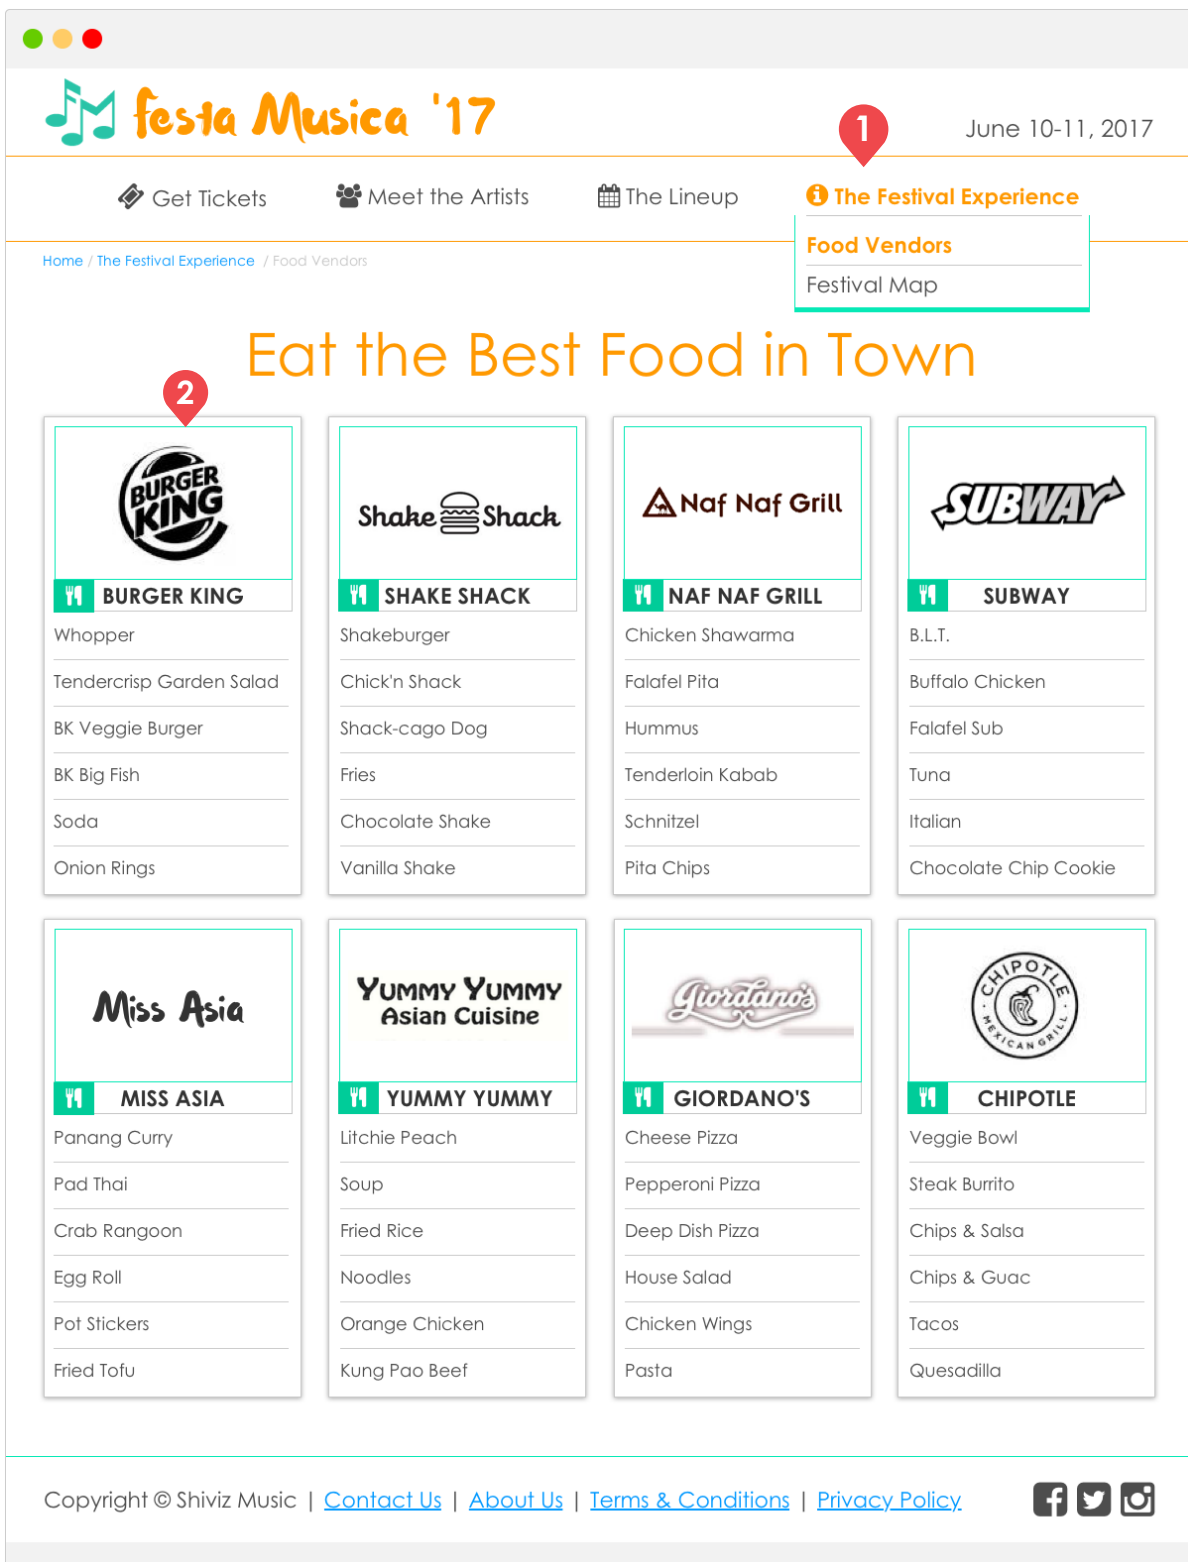 festa Musica '17
1
June 10-11, 2017
Get Tickets
Meet the Artists
The Lineup
The Festival Experience
Food Vendors
Festival Map
Home / The Festival Experience / Food Vendors
Eat the Best Food in Town
2
BURGER
KING
BURGER KING
Whopper
Tendercrisp Garden Salad
BK Veggie Burger
BK Big Fish
Soda
Onion Rings
Shake Shack
SHAKE SHACK
Shakeburger
Chick'n Shack
Shack-cago Dog
Fries
Chocolate Shake
Vanilla Shake
Naf Naf Grill
NAF NAF GRILL
Chicken Shawarma
Falafel Pita
Hummus
Tenderloin Kabab
Schnitzel
Pita Chips
SUBWAY
SUBWAY
B.L.T.
Buffalo Chicken
Falafel Sub
Tuna
Italian
Chocolate Chip Cookie
Miss Asia
MISS ASIA
Panang Curry
Pad Thai
Crab Rangoon
Egg Roll
Pot Stickers
Fried Tofu
YUMMY YUMMY
Asian Cuisine
YUMMY YUMMY
Litchie Peach
Soup
Fried Rice
Noodles
Orange Chicken
Kung Pao Beef
Giordano's
GIORDANO'S
Cheese Pizza
Pepperoni Pizza
Deep Dish Pizza
House Salad
Chicken Wings
Pasta
CHIPOTLE
MEXICAN GRILL
CHIPOTLE
Veggie Bowl
Steak Burrito
Chips & Salsa
Chips & Guac
Tacos
Quesadilla
Copyright © Shiviz Music | Contact Us | About Us | Terms & Conditions | Privacy Policy